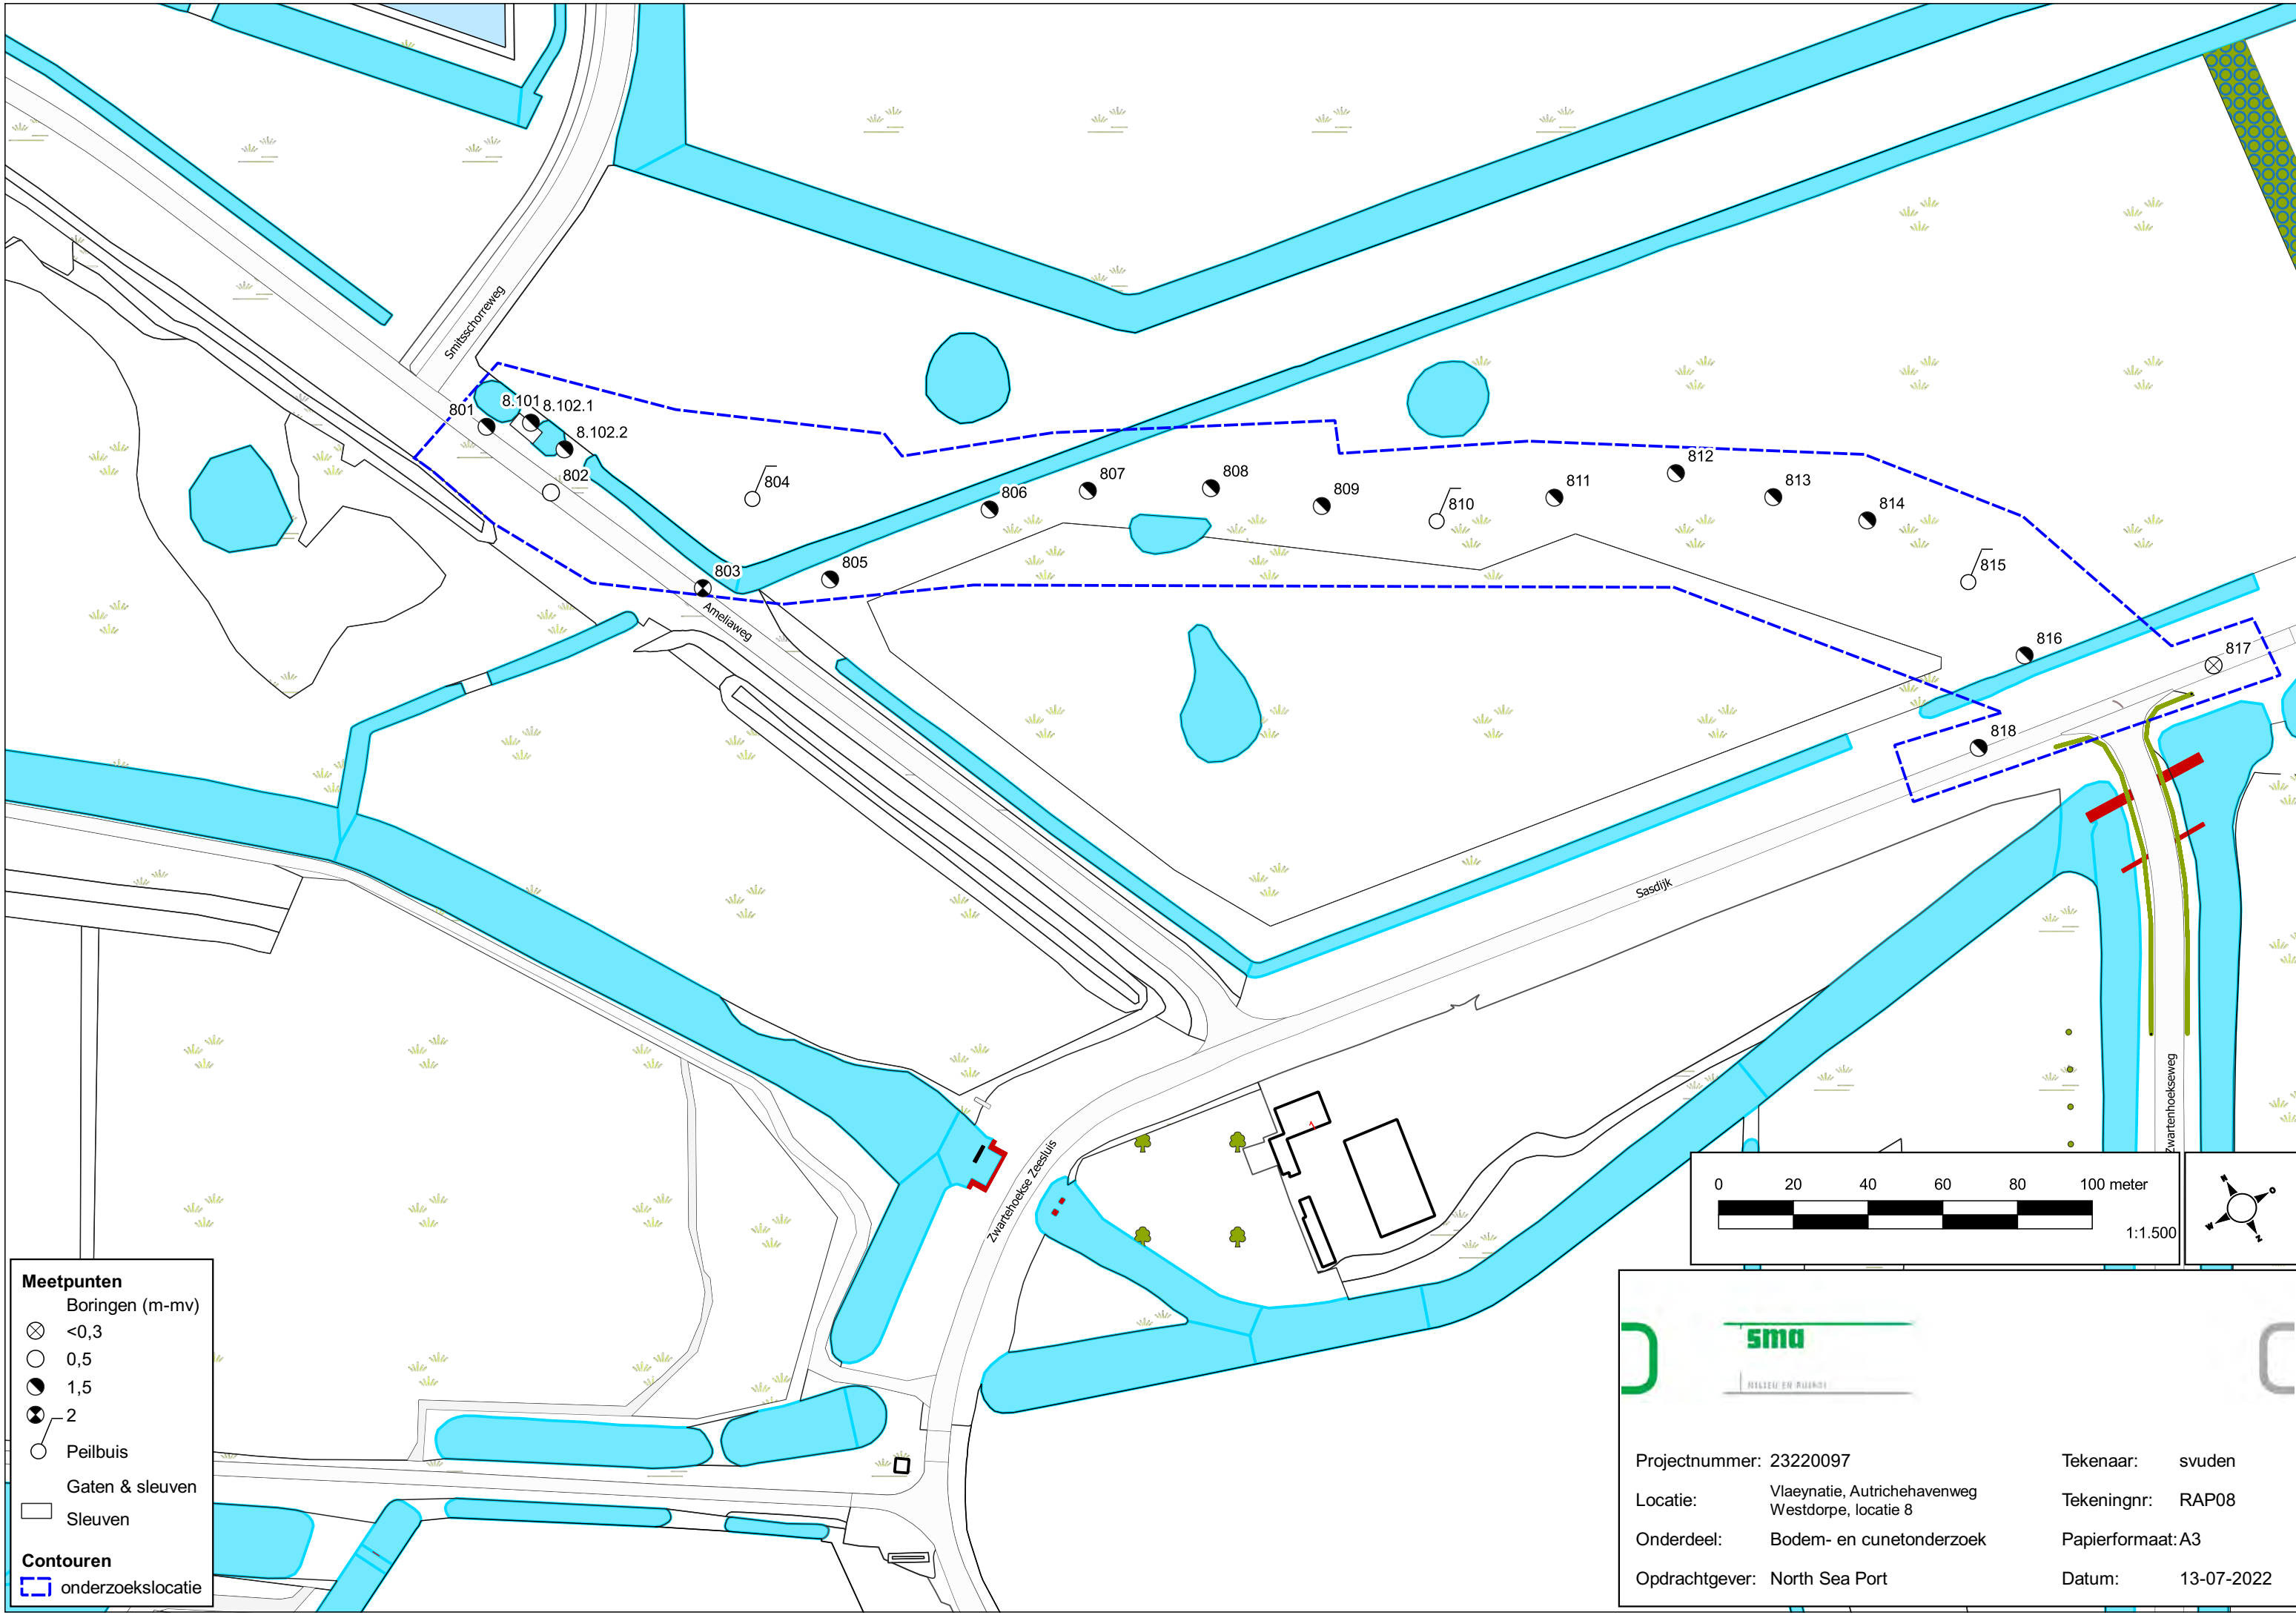 Smitsschorreweg
801
8.101
8.102.1
8.102.2
802
804
803
805
806
807
808
809
810
811
812
813
814
815
816
817
818
Ameliaweg
Sasdijk
Zwartehoekse Zeesluis
Zwartenhoekseweg
0 20 40 60 80 100 meter
1:1.500
N
O
W
Z
Meetpunten
Boringen (m-mv)
<0,3
0,5
1,5
2
Peilbuis
Gaten & sleuven
Sleuven
Contouren
onderzoekslocatie
sma
MILIEU EN RUIMTE
Projectnummer: 23220097
Tekenaar: svuden
Locatie: Vlaeynatie, Autrichehavenweg
Westdorpe, locatie 8
Tekeningnr: RAP08
Onderdeel: Bodem- en cunetonderzoek
Papierformaat: A3
Opdrachtgever: North Sea Port
Datum: 13-07-2022